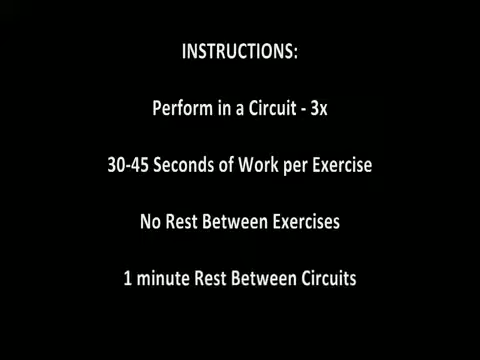 INSTRUCTIONS:
Perform in a Circuit - 3x
30-45 Seconds of Work per Exercise
No Rest Between Exercises
1 minute Rest Between Circuits